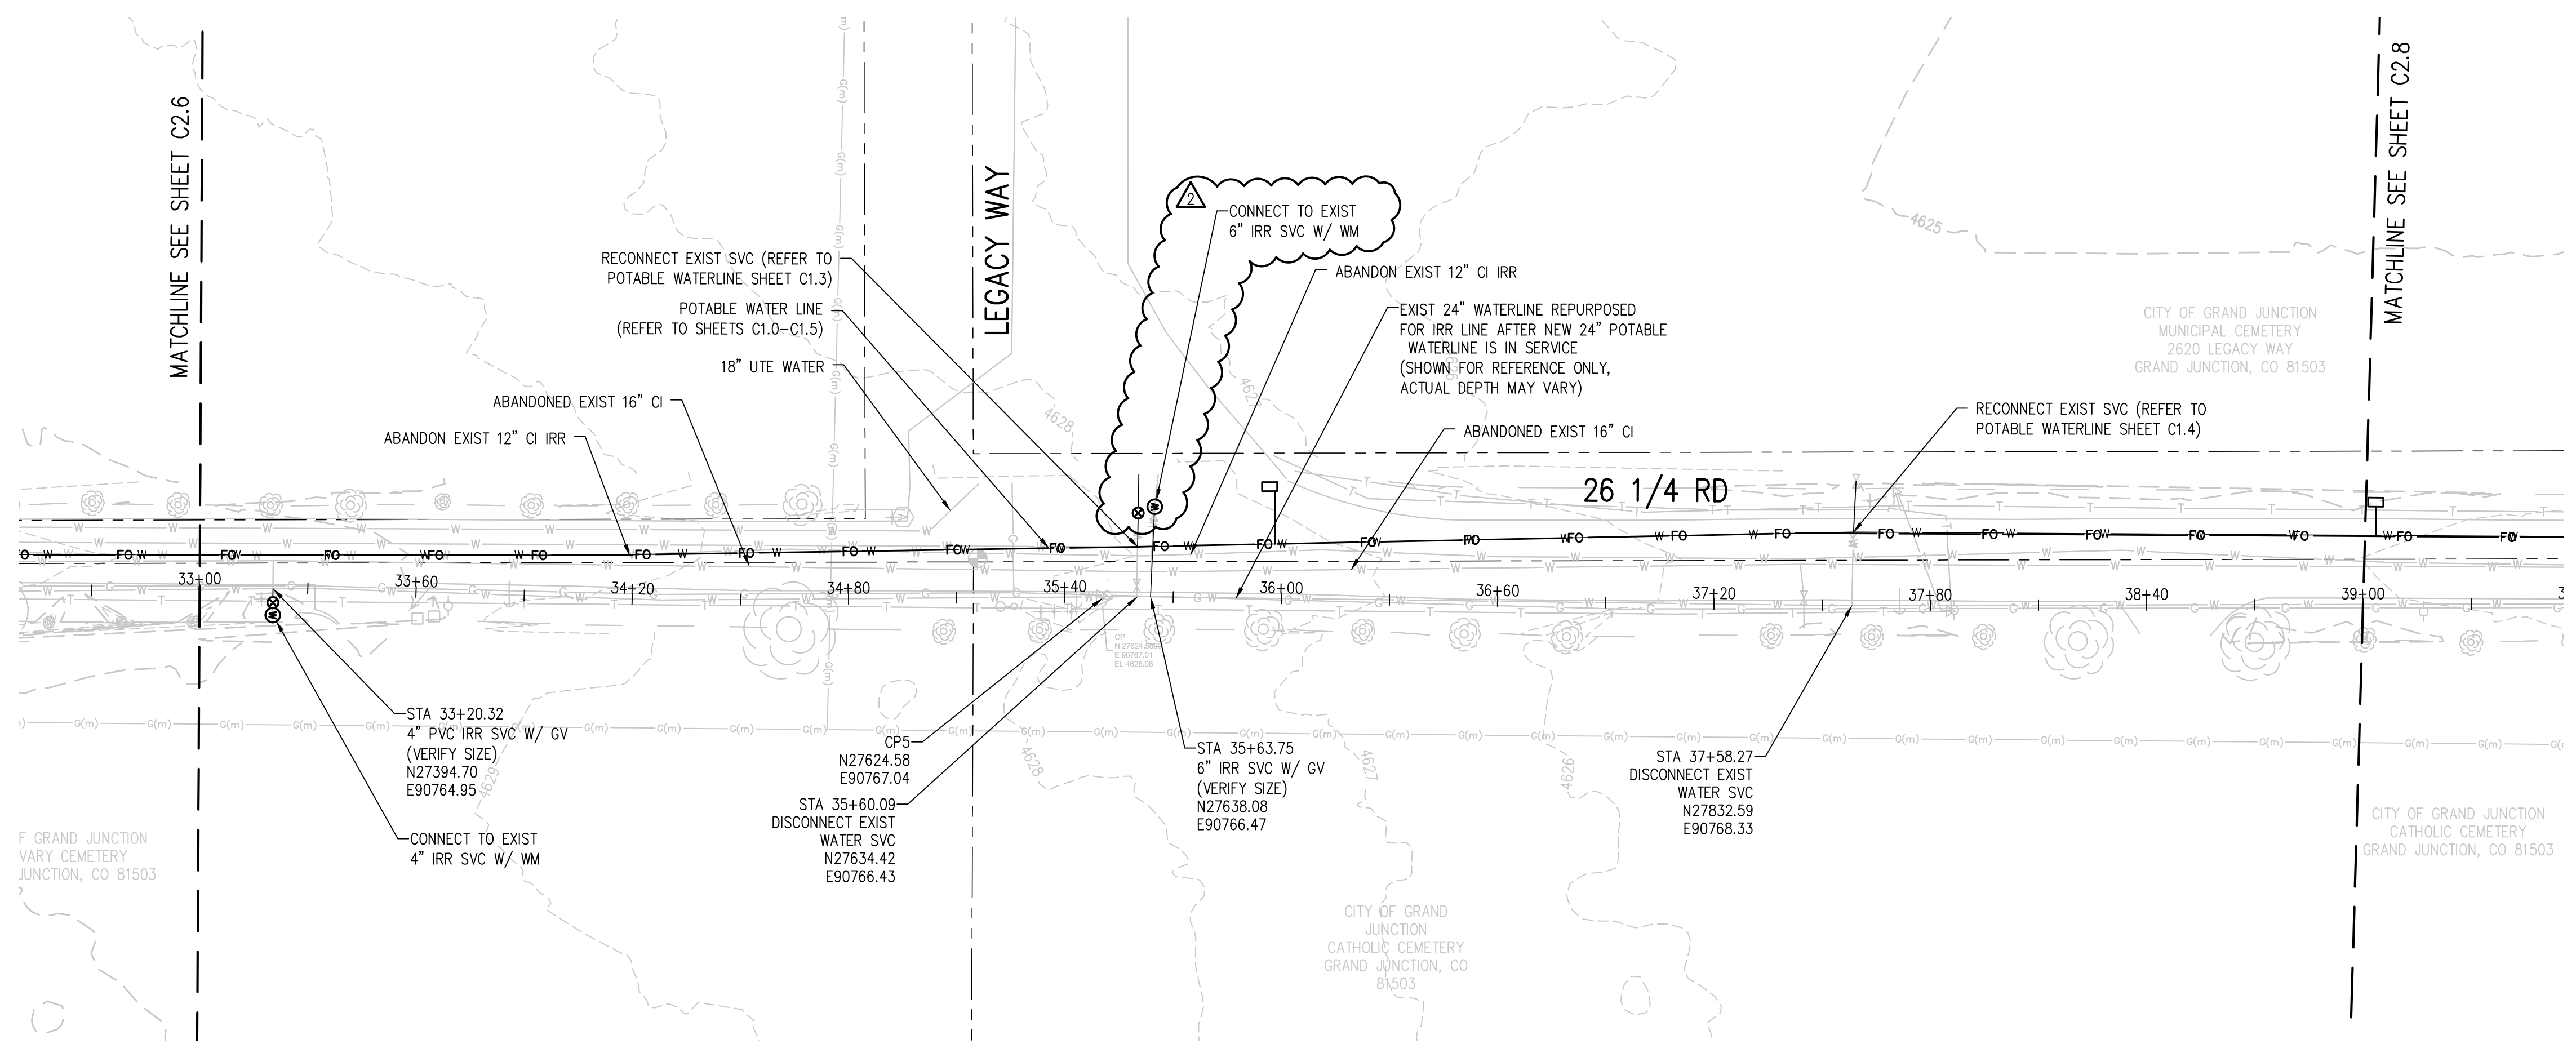 MATCHLINE SEE SHEET C2.6
LEGACY WAY
MATCHLINE SEE SHEET C2.8
2
CONNECT TO EXIST
6" IRR SVC W/ WM
RECONNECT EXIST SVC (REFER TO
POTABLE WATERLINE SHEET C1.3)
POTABLE WATER LINE
(REFER TO SHEETS C1.0-C1.5)
18" UTE WATER
ABANDONED EXIST 16" CI
ABANDON EXIST 12" CI IRR
ABANDON EXIST 12" CI IRR
EXIST 24" WATERLINE REPURPOSED
FOR IRR LINE AFTER NEW 24" POTABLE
WATERLINE IS IN SERVICE
(SHOWN FOR REFERENCE ONLY,
ACTUAL DEPTH MAY VARY)
ABANDONED EXIST 16" CI
RECONNECT EXIST SVC (REFER TO
POTABLE WATERLINE SHEET C1.4)
4625
CITY OF GRAND JUNCTION
MUNICIPAL CEMETERY
2620 LEGACY WAY
GRAND JUNCTION, CO 81503
4628
4627
26 1/4 RD
33+00
33+60
34+20
34+80
35+40
36+00
36+60
37+20
37+80
38+40
39+00
CP
E 90767.01
EL 4628.08
STA 33+20.32
4" PVC IRR SVC W/ GV
(VERIFY SIZE)
N27394.70
E90764.95
CONNECT TO EXIST
4" IRR SVC W/ WM
4629
CP5
N27624.58
E90767.04
STA 35+60.09
DISCONNECT EXIST
WATER SVC
N27634.42
E90766.43
4628
STA 35+63.75
6" IRR SVC W/ GV
(VERIFY SIZE)
N27638.08
E90766.47
4627
4626
STA 37+58.27
DISCONNECT EXIST
WATER SVC
N27832.59
E90768.33
F GRAND JUNCTION
VARY CEMETERY
JUNCTION, CO 81503
CITY OF GRAND
JUNCTION
CATHOLIC CEMETERY
GRAND JUNCTION, CO
81503
CITY OF GRAND JUNCTION
CATHOLIC CEMETERY
GRAND JUNCTION, CO 81503